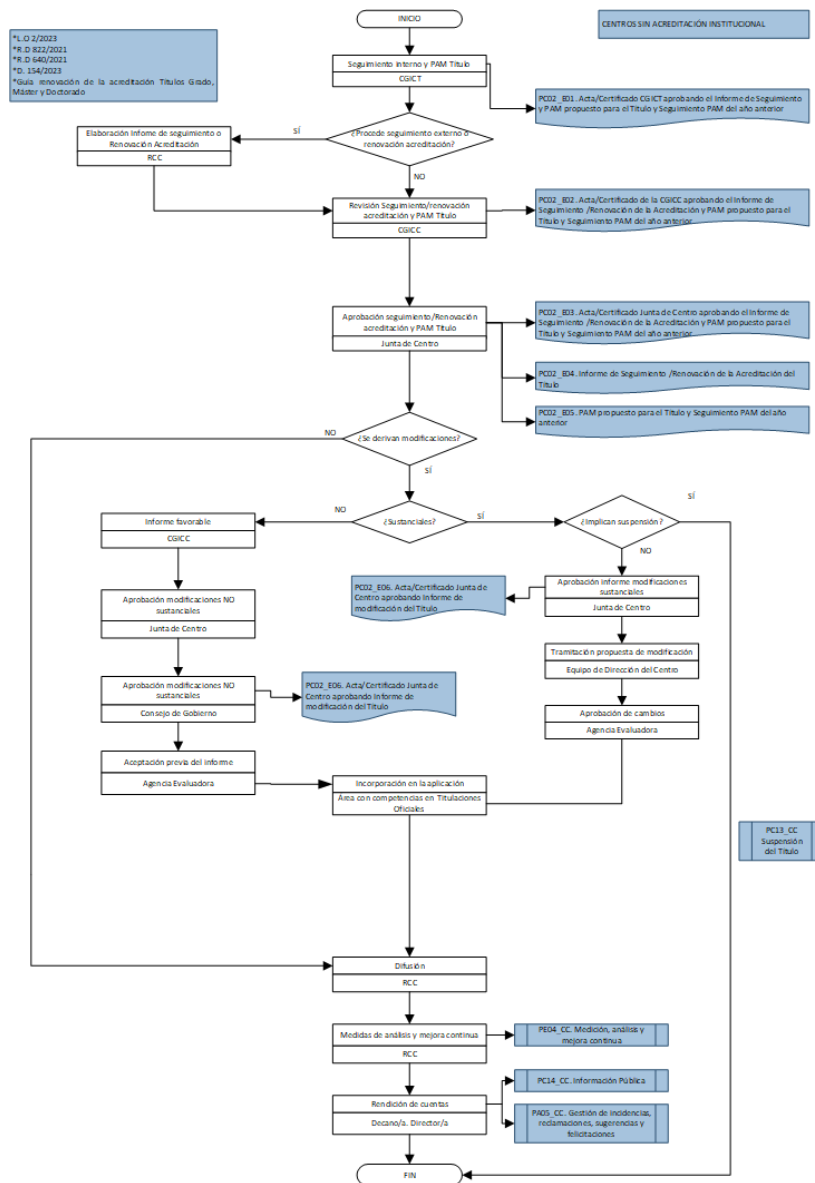 INICIO
CENTROS SIN ACREDITACIÓN INSTITUCIONAL
*L.O 2/2023
*R.D 822/2021
*R.D 640/2021
*D. 154/2023
*Guía renovación de la acreditación Títulos Grado,
Máster y Doctorado
Seguimiento interno y PAM Título
CGICT
PC02_E01. Acta/Certificado CGICT aprobando el Informe de Seguimiento
y PAM propuesto para el Título y Seguimiento PAM del año anterior
Elaboración Infome de seguimiento o
Renovación Acreditación
RCC
SÍ
¿Procede seguimiento externo o
renovación acreditación?
NO
Revisión Seguimiento/renovación
acreditación y PAM Título
CGICC
PC02_E02. Acta/Certificado de la CGICC aprobando el Informe de
Seguimiento /Renovación de la Acreditación y PAM propuesto para el
Título y Seguimiento PAM del año anterior
Aprobación seguimiento/Renovación
acreditación y PAM Título
Junta de Centro
PC02_E03. Acta/Certificado Junta de Centro aprobando el Informe de
Seguimiento /Renovación de la Acreditación y PAM propuesto para el
Título y Seguimiento PAM del año anterior
PC02_E04. Informe de Seguimiento /Renovación de la Acreditación del
Título
PC02_E05. PAM propuesto para el Título y Seguimiento PAM del año
anterior
NO
¿Se derivan modificaciones?
SÍ
NO
¿Sustanciales?
SÍ
¿Implican suspensión?
SÍ
NO
Informe favorable
CGICC
Aprobación modificaciones NO
sustanciales
Junta de Centro
PC02_E06. Acta/Certificado Junta de
Centro aprobando Informe de
modificación del Título
Aprobación informe modificaciones
sustanciales
Junta de Centro
Tramitación propuesta de modificación
Equipo de Dirección del Centro
Aprobación modificaciones NO
sustanciales
Consejo de Gobierno
PC02_E06. Acta/Certificado Junta de
Centro aprobando Informe de
modificación del Título
Aprobación de cambios
Agencia Evaluadora
Aceptación previa del informe
Agencia Evaluadora
Incorporación en la aplicación
Área con competencias en Titulaciones
Oficiales
PC13_CC
Suspensión
del Título
Difusión
RCC
Medidas de análisis y mejora continua
RCC
PE04_CC. Medición, análisis y
mejora continua
Rendición de cuentas
Decano/a. Director/a
PC14_CC. Información Pública
PA05_CC. Gestión de incidencias,
reclamaciones, sugerencias y
felicitaciones
FIN